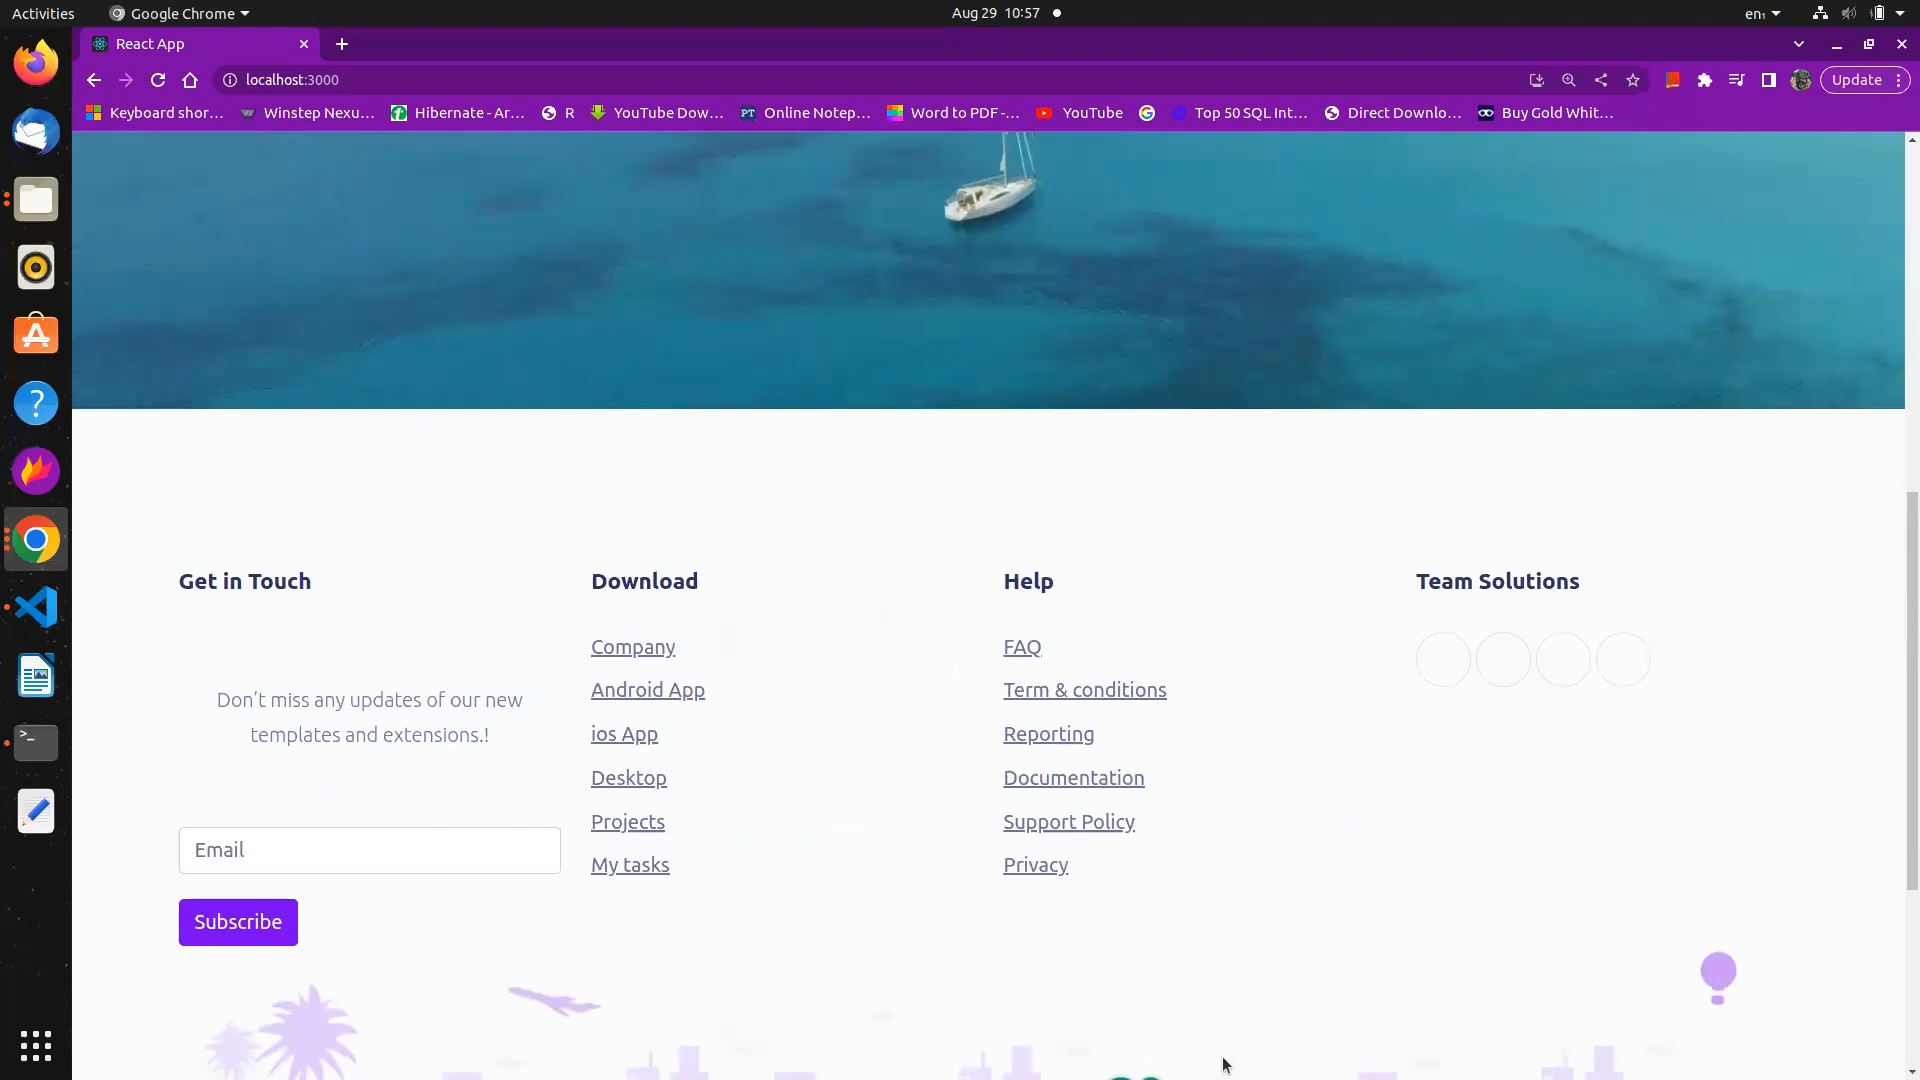 Activities
Google Chrome
Aug 29 10:57
en₁
React App
localhost:3000
Update
Keyboard shor...
Winstep Nexu...
Hibernate - Ar...
R
YouTube Dow...
PT
Online Notep...
Word to PDF -...
YouTube
Top 50 SQL Int...
Direct Downlo...
Buy Gold Whit...
Get in Touch
Don't miss any updates of our new
templates and extensions.!
Email
Subscribe
Download
Company
Android App
ios App
Desktop
Projects
My tasks
Help
FAQ
Term & conditions
Reporting
Documentation
Support Policy
Privacy
Team Solutions